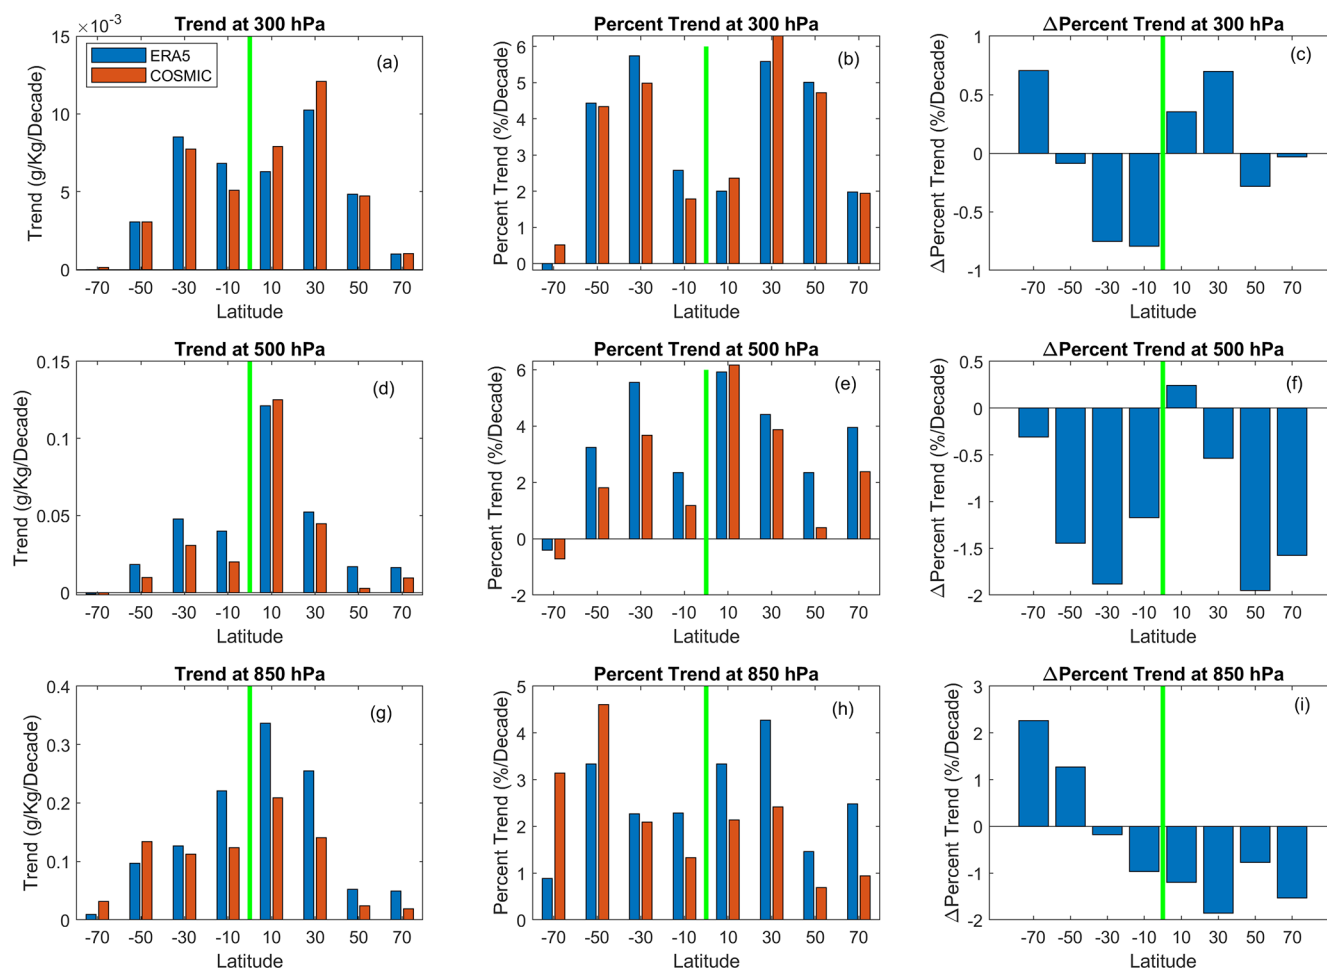 ×10⁻³
Trend at 300 hPa
15
10
5
0
Trend (g/Kg/Decade)
ERA5
COSMIC
(a)
-70 -50 -30 -10 10 30 50 70
Latitude
Percent Trend at 300 hPa
6
5
4
3
2
1
0
Percent Trend (%/Decade)
(b)
-70 -50 -30 -10 10 30 50 70
Latitude
ΔPercent Trend at 300 hPa
1
0.5
0
-0.5
-1
ΔPercent Trend (%/Decade)
(c)
-70 -50 -30 -10 10 30 50 70
Latitude
Trend at 500 hPa
0.15
0.1
0.05
0
Trend (g/Kg/Decade)
(d)
-70 -50 -30 -10 10 30 50 70
Latitude
Percent Trend at 500 hPa
6
4
2
0
-2
Percent Trend (%/Decade)
(e)
-70 -50 -30 -10 10 30 50 70
Latitude
ΔPercent Trend at 500 hPa
0.5
0
-0.5
-1
-1.5
-2
ΔPercent Trend (%/Decade)
(f)
-70 -50 -30 -10 10 30 50 70
Latitude
Trend at 850 hPa
0.4
0.3
0.2
0.1
0
Trend (g/Kg/Decade)
(g)
-70 -50 -30 -10 10 30 50 70
Latitude
Percent Trend at 850 hPa
5
4
3
2
1
0
Percent Trend (%/Decade)
(h)
-70 -50 -30 -10 10 30 50 70
Latitude
ΔPercent Trend at 850 hPa
3
2
1
0
-1
-2
ΔPercent Trend (%/Decade)
(i)
-70 -50 -30 -10 10 30 50 70
Latitude